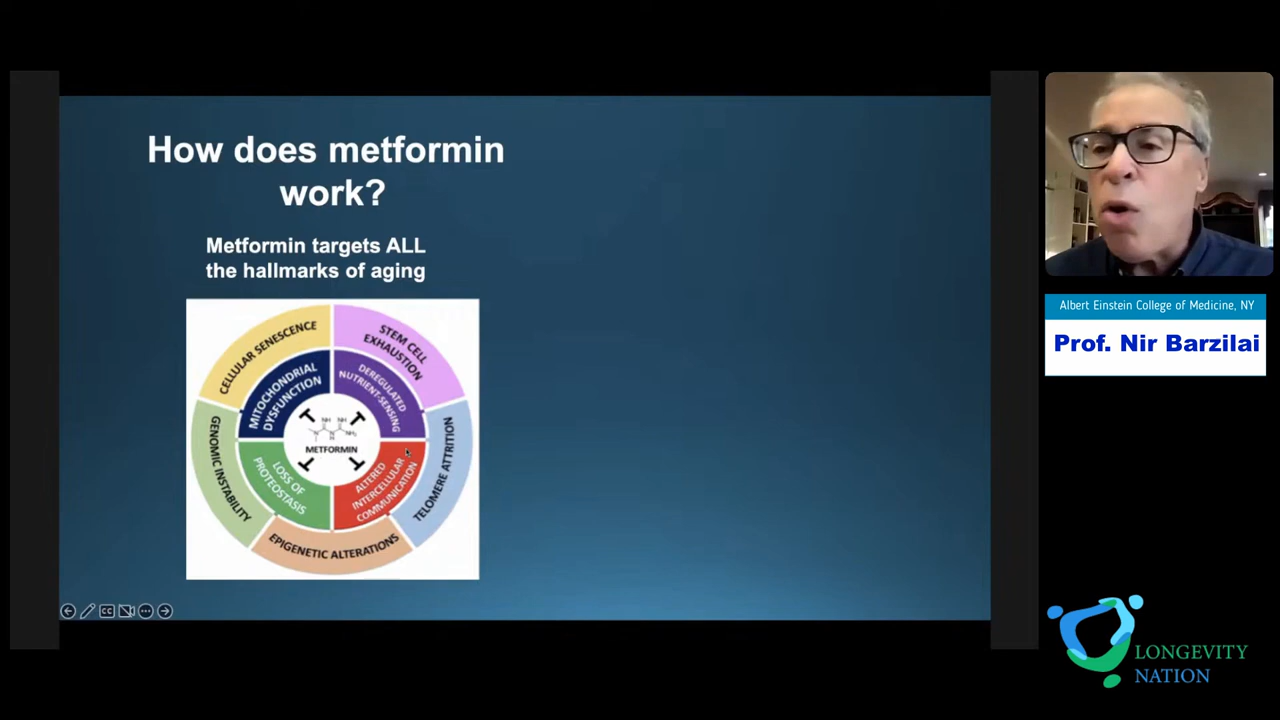 How does metformin
work?
Metformin targets ALL
the hallmarks of aging
CELLULAR SENESCENCE
STEM CELL
EXHAUSTION
MITOCHONDRIAL
DYSFUNCTION
DEREGULATED
NUTRIENT-SENSING
GENOMIC INSTABILITY
METFORMIN
TELOMERE ATTRITION
LOSS OF
PROTEOSTASIS
ALTERED
INTERCELLULAR
COMMUNICATION
EPIGENETIC ALTERATIONS
CC
Albert Einstein College of Medicine, NY
Prof. Nir Barzilai
LONGEVITY
NATION